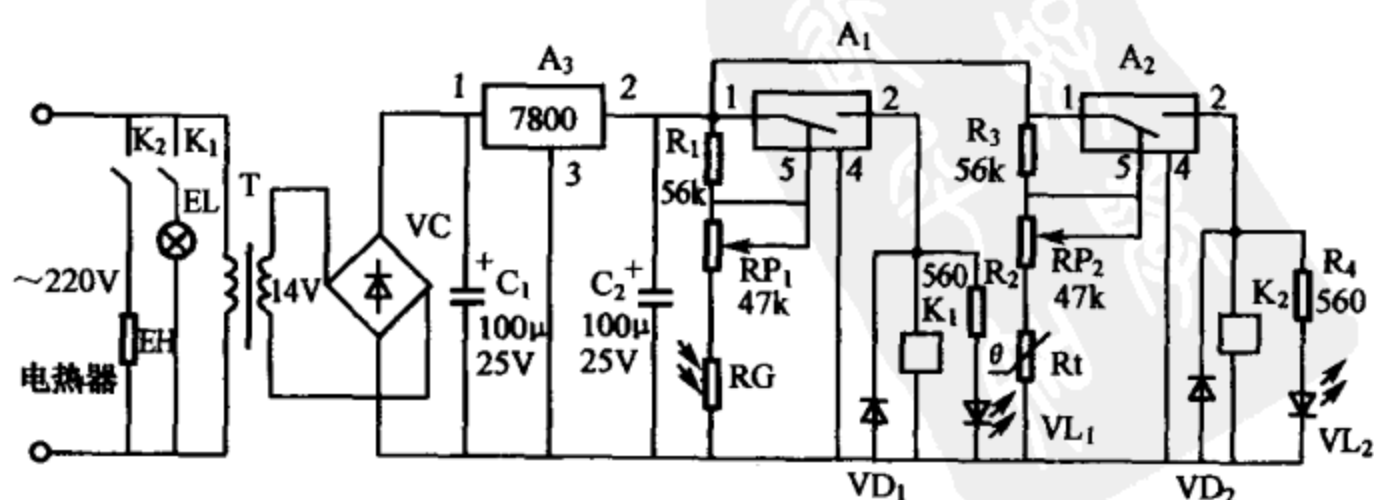 A₃
A₁
A₂
1
7800
2
3
1
2
5
4
1
2
5
4
K₂
K₁
EL
T
VC
R₁
56k
R₃
56k
~220V
14V
EH
电热器
+
C₁
100μ
25V
C₂
+
100μ
25V
RP₁
47k
RG
560
R₂
K₁
RP₂
47k
θ
Rt
K₂
R₄
560
VL₁
VL₂
VD₁
VD₂